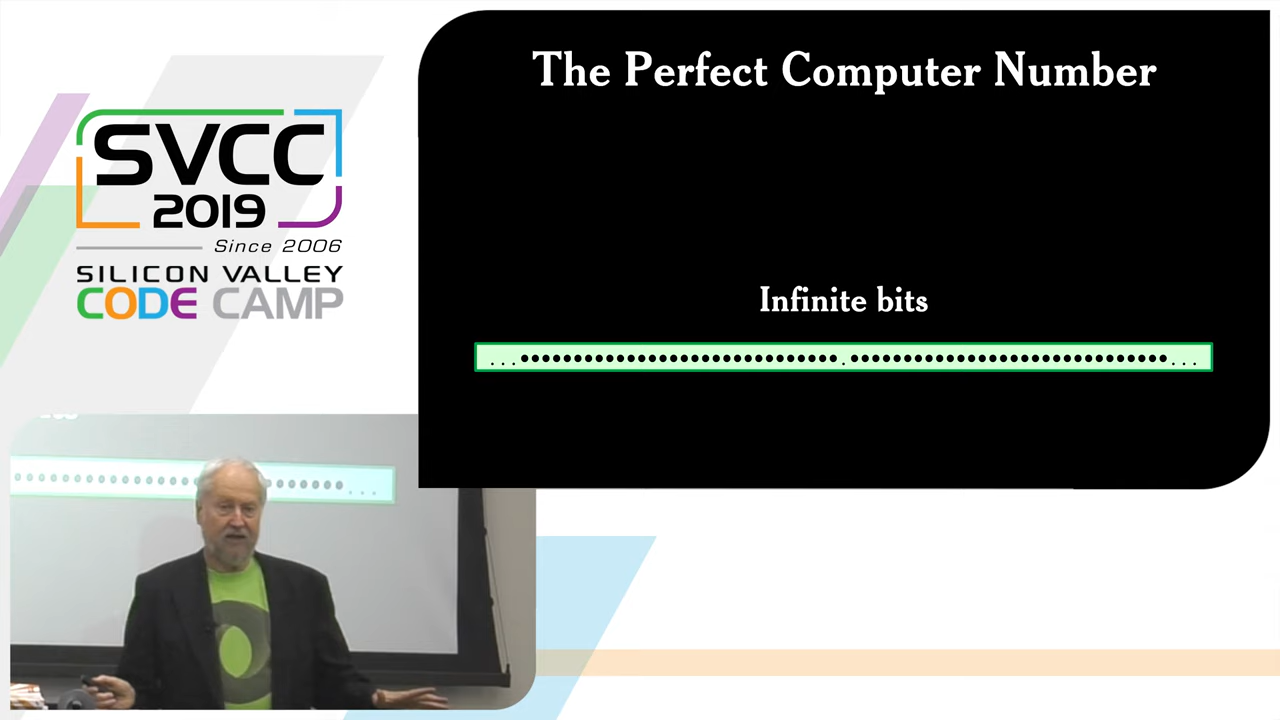 The Perfect Computer Number
SVCC
2019
Since 2006
SILICON VALLEY
CODE CAMP
Infinite bits